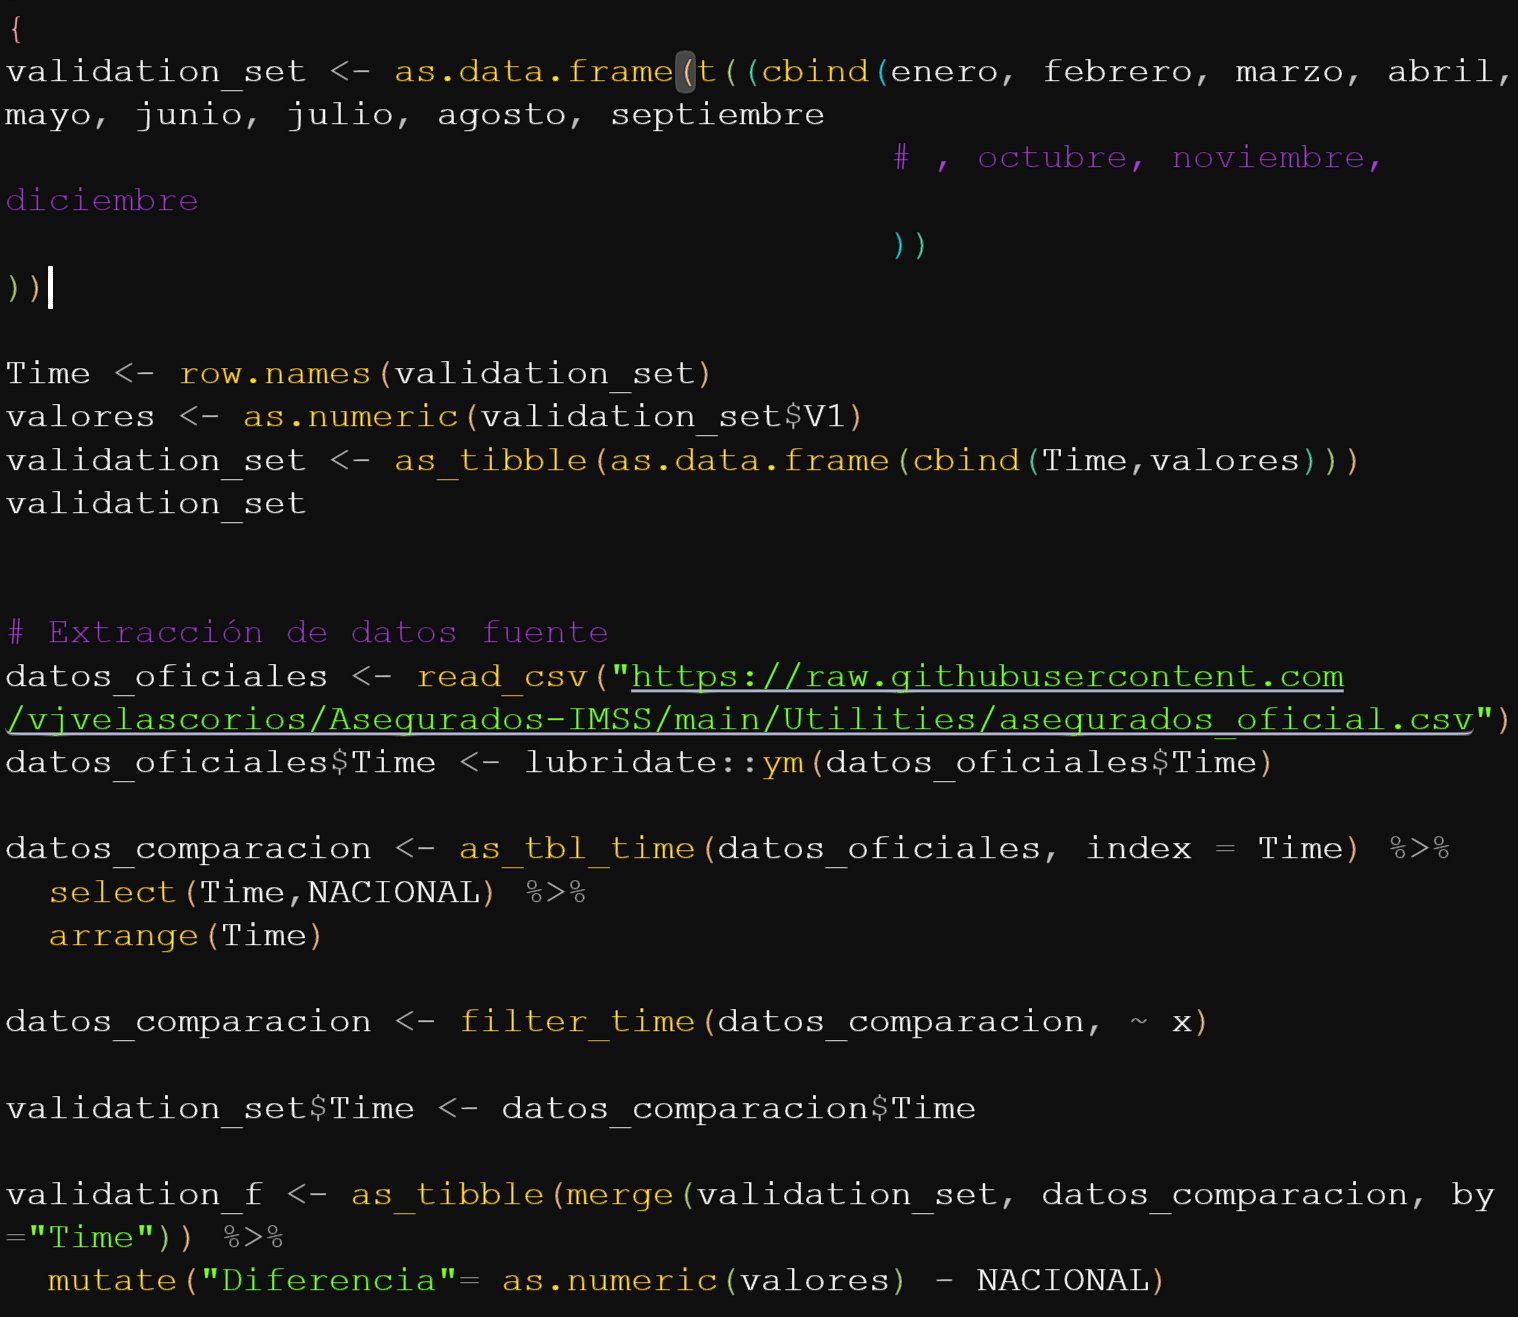 {
validation_set <- as.data.frame(t((cbind(enero, febrero, marzo, abril,
mayo, junio, julio, agosto, septiembre
# , octubre, noviembre,
diciembre
))
))
Time <- row.names(validation_set)
valores <- as.numeric(validation_set$V1)
validation_set <- as_tibble(as.data.frame(cbind(Time,valores)))
validation_set
# Extracción de datos fuente
datos_oficiales <- read_csv("https://raw.githubusercontent.com
/vjvelascorios/Asegurados-IMSS/main/Utilities/asegurados_oficial.csv")
datos_oficiales$Time <- lubridate::ym(datos_oficiales$Time)
datos_comparacion <- as_tbl_time(datos_oficiales, index = Time) %>%
select(Time,NACIONAL) %>%
arrange(Time)
datos_comparacion <- filter_time(datos_comparacion, ~ x)
validation_set$Time <- datos_comparacion$Time
validation_f <- as_tibble(merge(validation_set, datos_comparacion, by
="Time")) %>%
mutate("Diferencia"= as.numeric(valores) - NACIONAL)